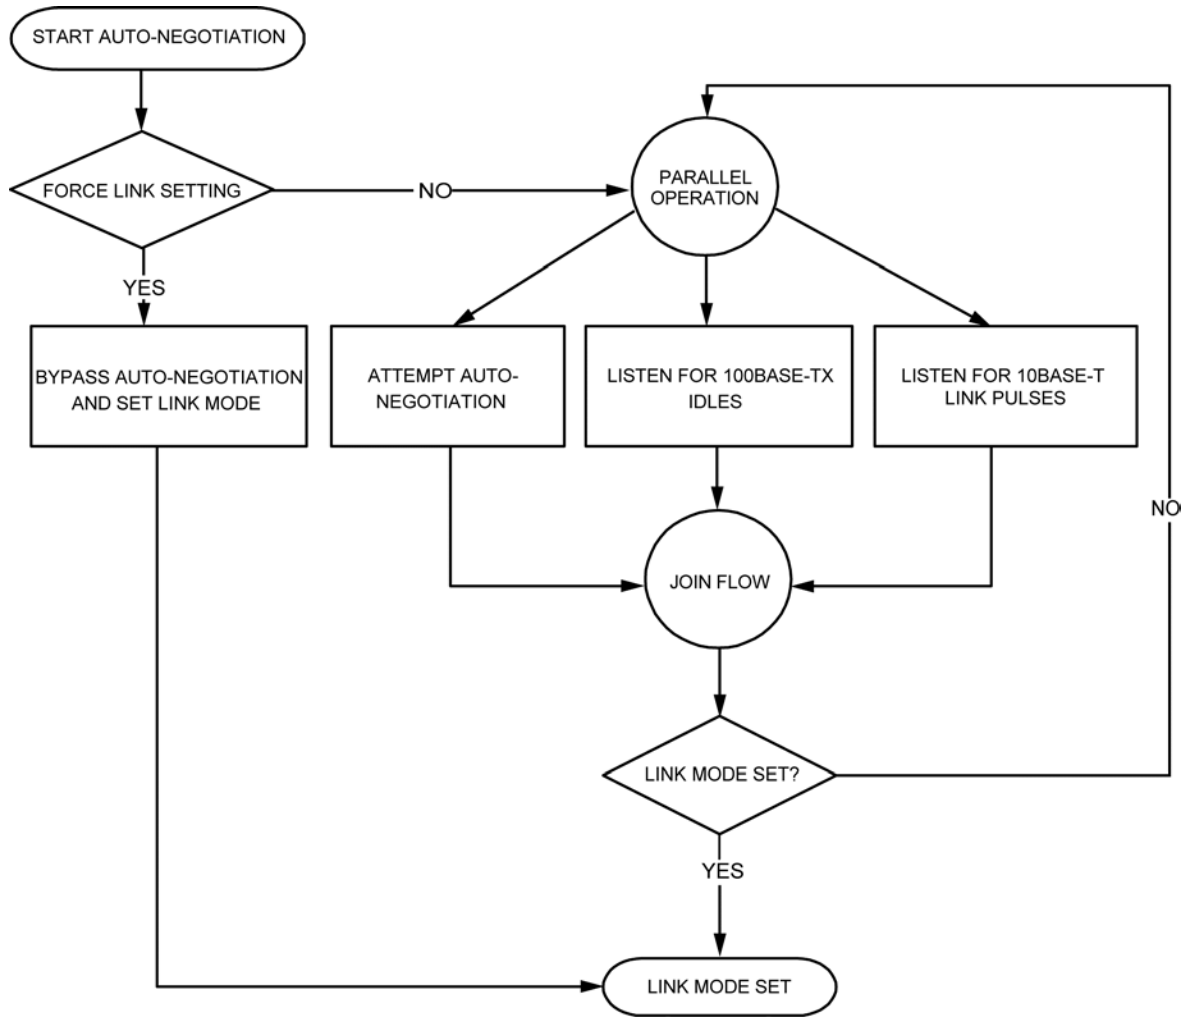 START AUTO-NEGOTIATION
FORCE LINK SETTING
NO
PARALLEL
OPERATION
YES
BYPASS AUTO-NEGOTIATION
AND SET LINK MODE
ATTEMPT AUTO-
NEGOTIATION
LISTEN FOR 100BASE-TX
IDLES
LISTEN FOR 10BASE-T
LINK PULSES
NO
JOIN FLOW
LINK MODE SET?
YES
LINK MODE SET